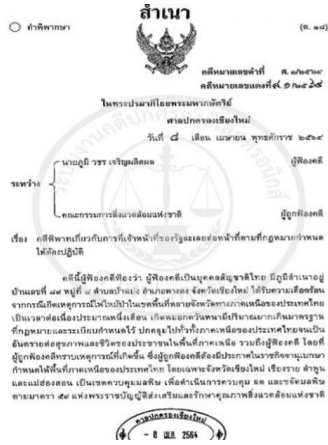 สำเนา
○ คำพิพากษา
(ต. ๑๘)
คดีหมายเลขดำที่ ส. ๑/๒๕๖๔
คดีหมายเลขแดงที่ ส. ๑/๒๕๖๔
ในพระปรมาภิไธยพระมหากษัตริย์
ศาลปกครองเชียงใหม่
วันที่ ๘ เดือน เมษายน พุทธศักราช ๒๕๖๔
นายภูมิ วชร เจริญผลิตผล ผู้ฟ้องคดี
ระหว่าง
คณะกรรมการสิ่งแวดล้อมแห่งชาติ ผู้ถูกฟ้องคดี
เรื่อง คดีพิพาทเกี่ยวกับการที่เจ้าหน้าที่ของรัฐละเลยต่อหน้าที่ตามที่กฎหมายกำหนด
ให้ต้องปฏิบัติ
คดีนี้ผู้ฟ้องคดีฟ้องว่า ผู้ฟ้องคดีเป็นบุคคลสัญชาติไทย มีภูมิลำเนาอยู่
บ้านเลขที่ หมู่ที่ อำเภอหางดง จังหวัดเชียงใหม่ ได้รับความเดือดร้อน
จากกรณีเกิดเหตุการณ์ไฟไหม้ป่าในเขตพื้นที่หลายจังหวัดทางภาคเหนือของประเทศไทย
เป็นเวลาต่อเนื่องประมาณหนึ่งเดือน เกิดหมอกควันหนามีปริมาณมากเกินมาตรฐาน
ที่กฎหมายและระเบียบกำหนดไว้ ปกคลุมไปทั่วทั้งภาคเหนือของประเทศไทยจนเป็น
อันตรายต่อสุขภาพและชีวิตของประชาชนในพื้นที่ภาคเหนือ รวมถึงผู้ฟ้องคดี โดยที่
ผู้ถูกฟ้องคดีทราบเหตุการณ์ที่เกิดขึ้น ซึ่งผู้ถูกฟ้องคดีต้องมีประกาศในราชกิจจานุเบกษา
กำหนดให้พื้นที่ภาคเหนือของประเทศไทย โดยเฉพาะจังหวัดเชียงใหม่ เชียงราย ลำพูน
และแม่ฮ่องสอน เป็นเขตควบคุมมลพิษ เพื่อดำเนินการควบคุม ลด และขจัดมลพิษ
ตามมาตรา ๕๙ แห่งพระราชบัญญัติส่งเสริมและรักษาคุณภาพสิ่งแวดล้อมแห่งชาติ
ศาลปกครองเชียงใหม่
- 8 เม.ย. 2564